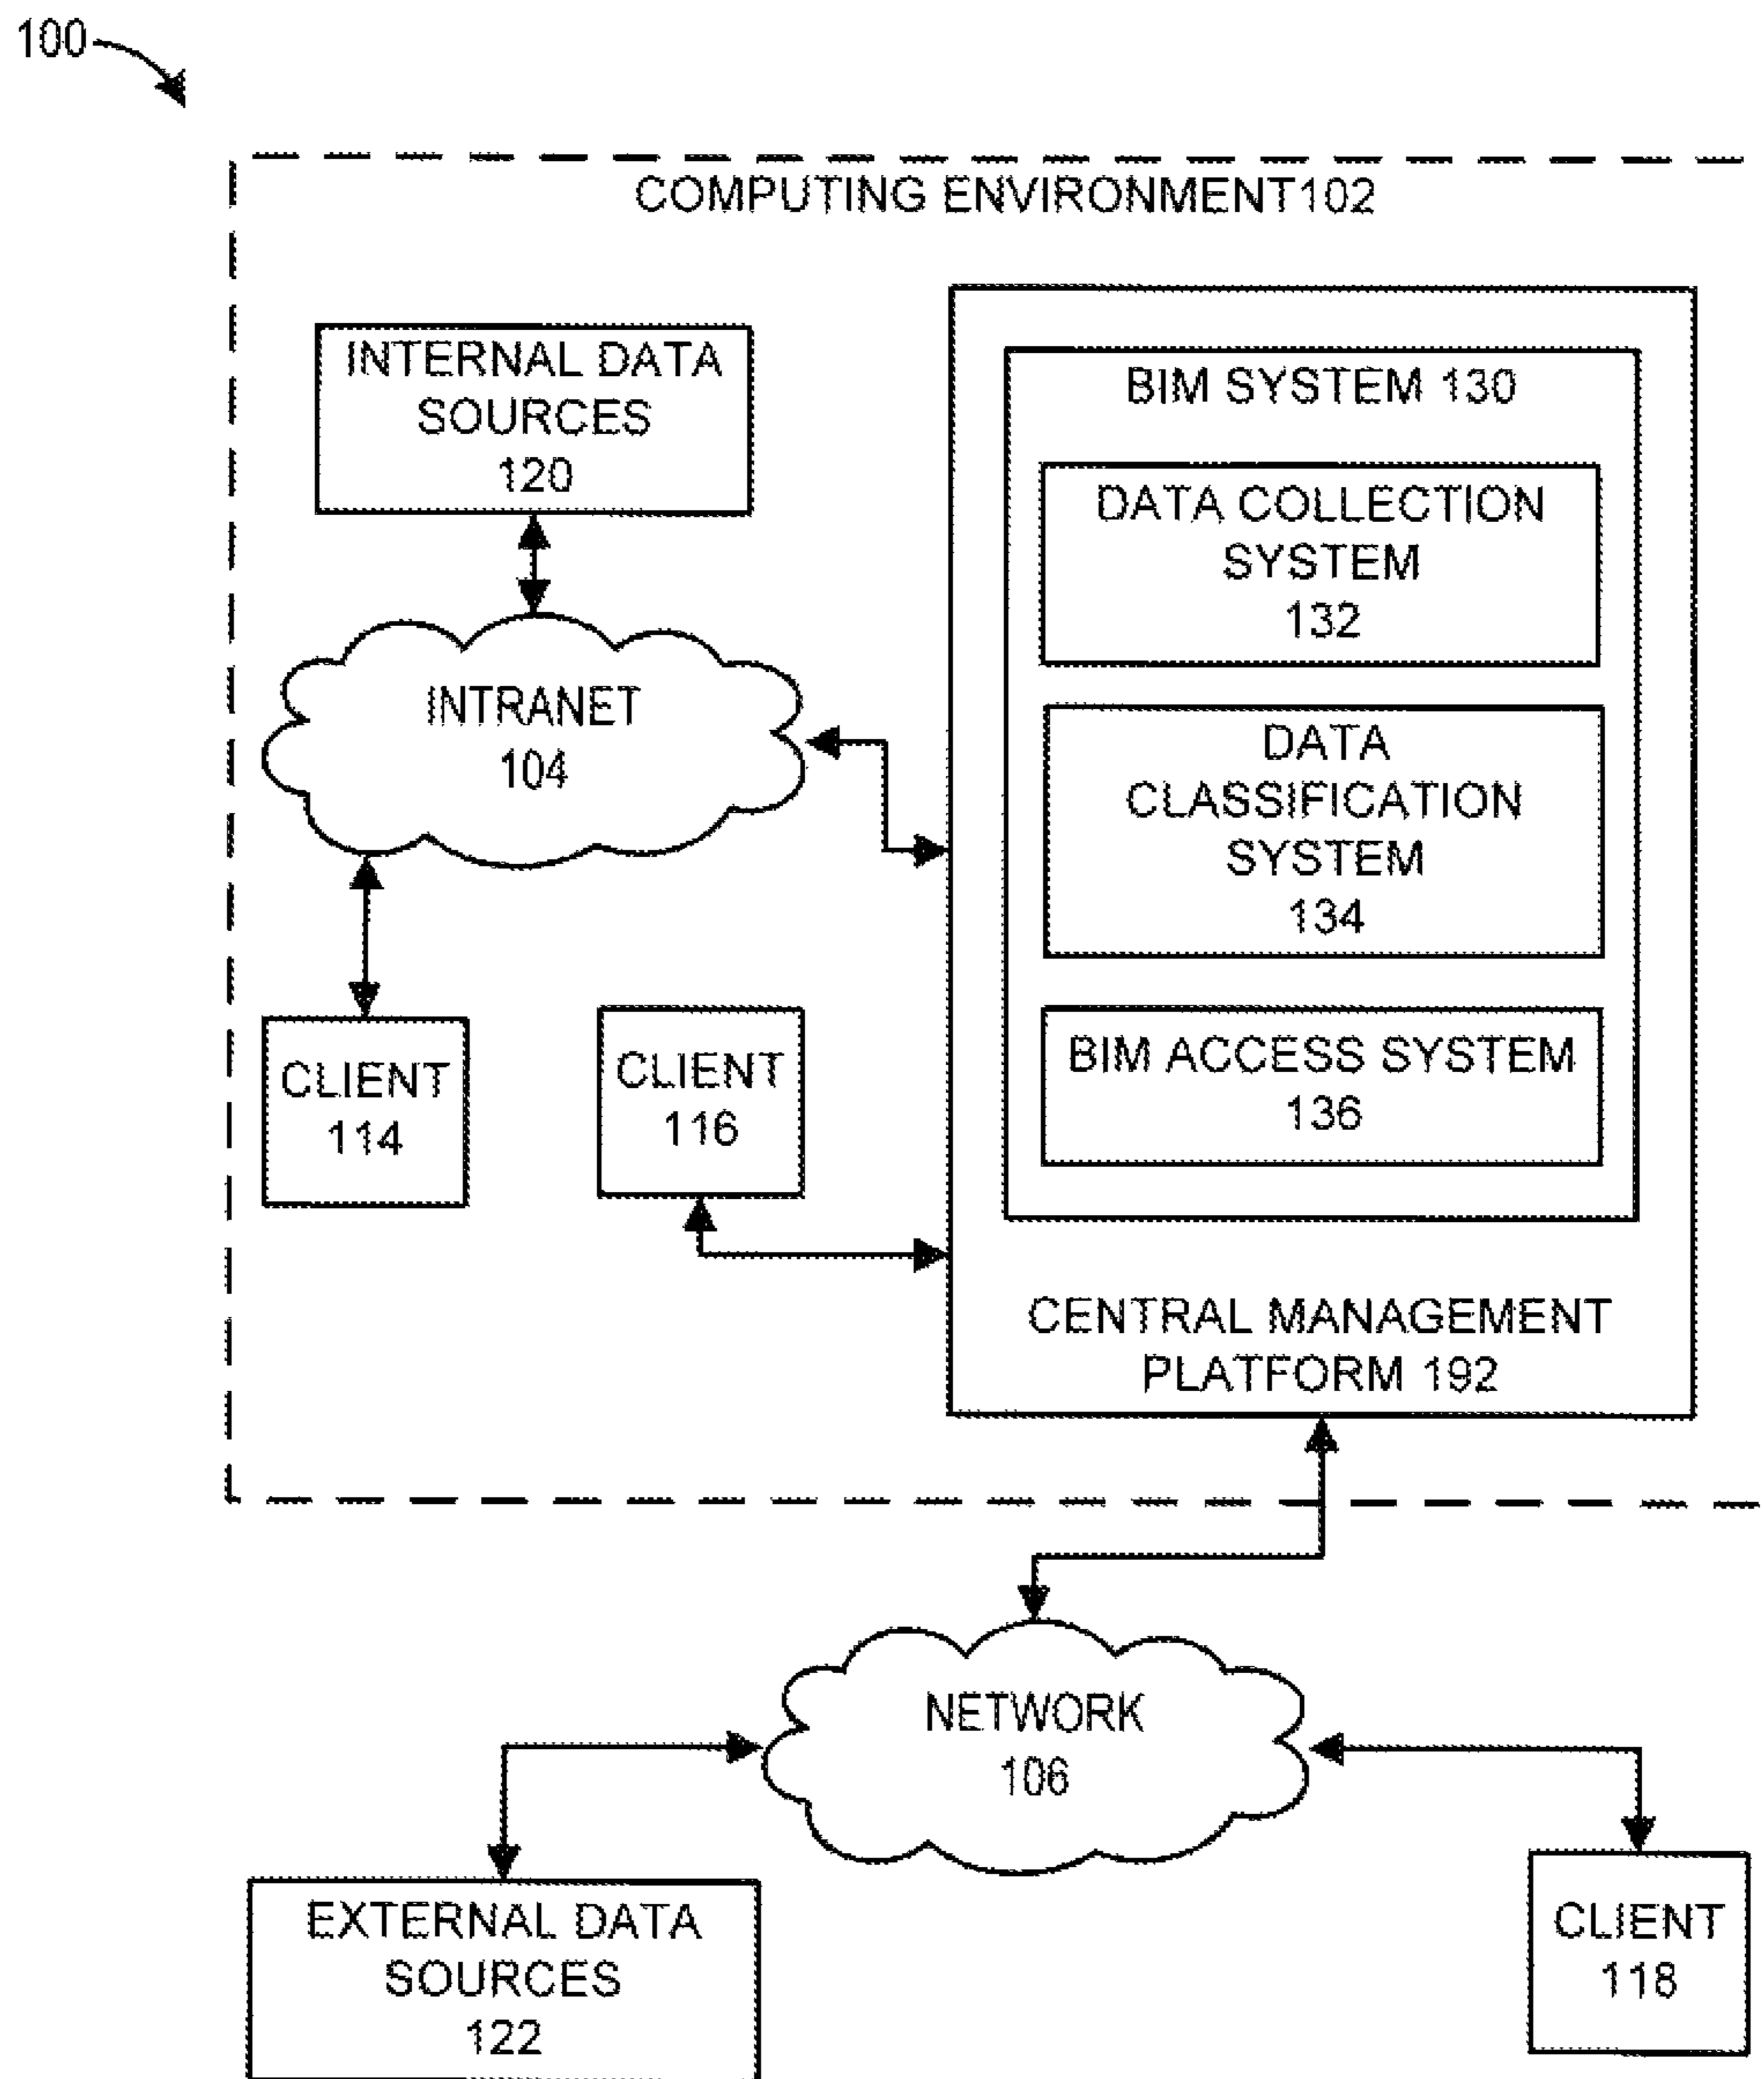 100
COMPUTING ENVIRONMENT102
INTERNAL DATA
SOURCES
120
INTRANET
104
CLIENT
114
CLIENT
116
BIM SYSTEM 130
DATA COLLECTION
SYSTEM
132
DATA
CLASSIFICATION
SYSTEM
134
BIM ACCESS SYSTEM
136
CENTRAL MANAGEMENT
PLATFORM 192
NETWORK
106
EXTERNAL DATA
SOURCES
122
CLIENT
118